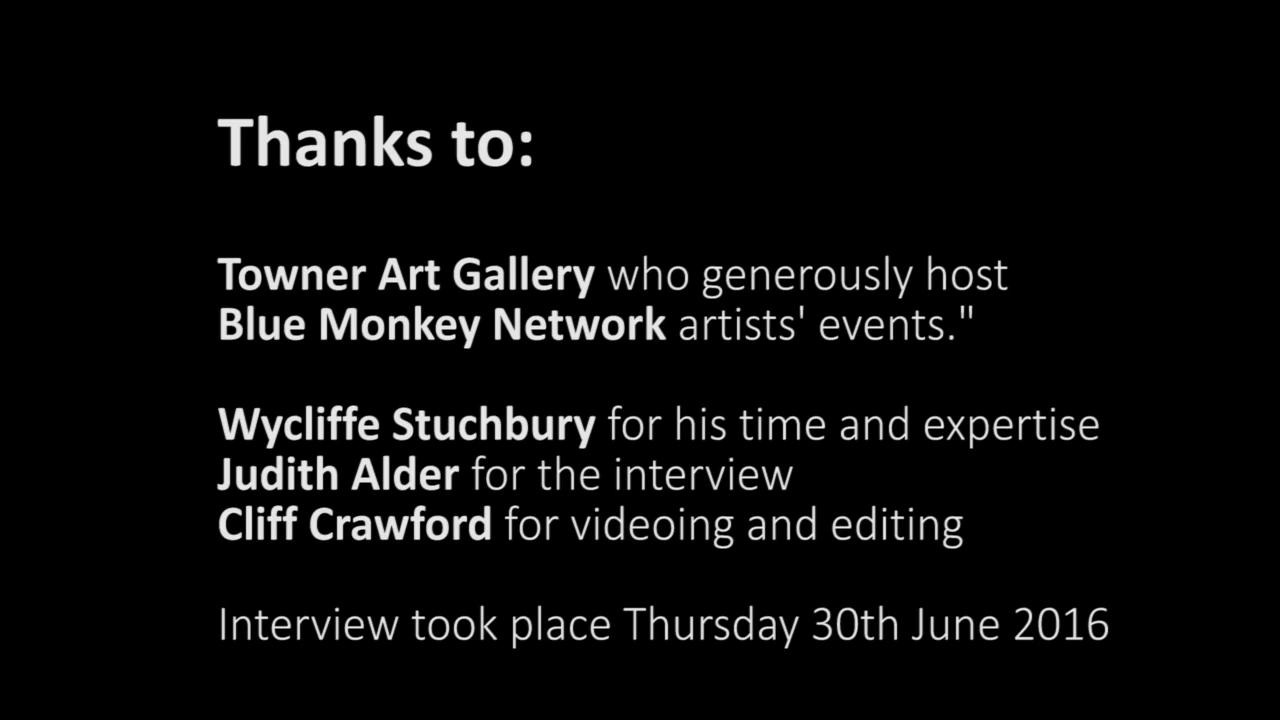 Thanks to:
Towner Art Gallery who generously host
Blue Monkey Network artists' events."
Wycliffe Stuchbury for his time and expertise
Judith Alder for the interview
Cliff Crawford for videoing and editing
Interview took place Thursday 30th June 2016